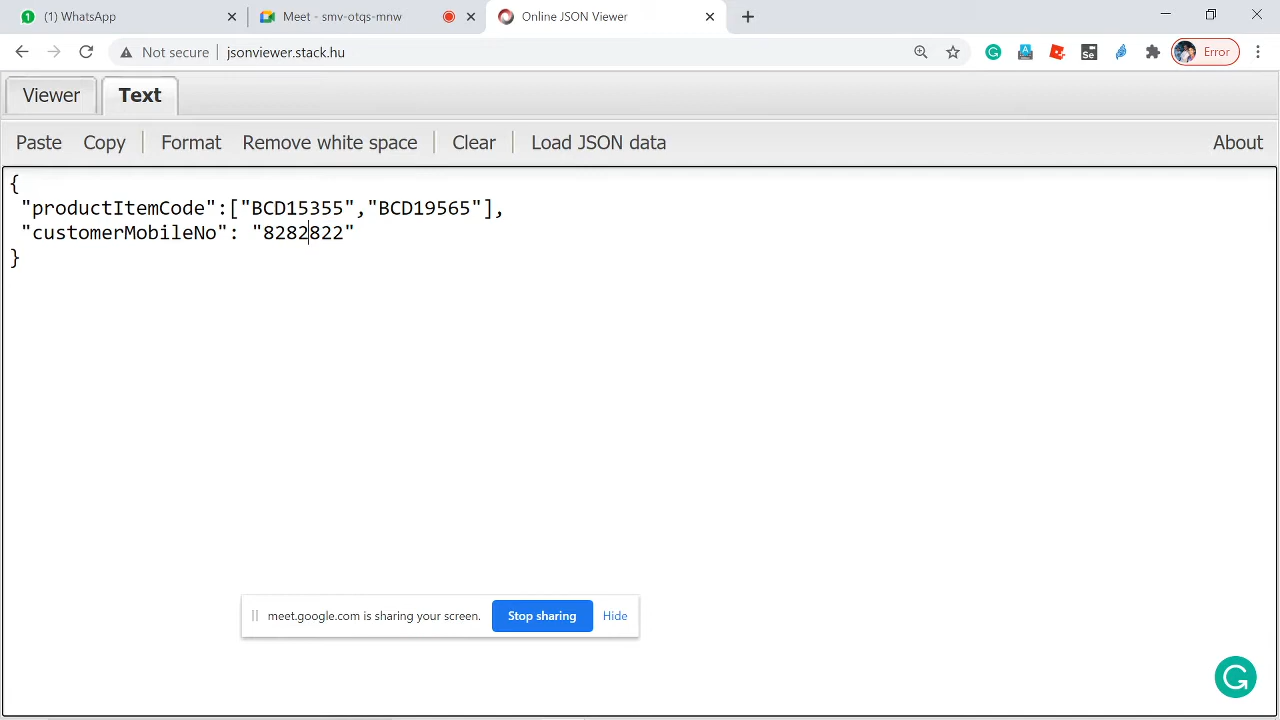 1 (1) WhatsApp
Meet - smv-otqs-mnw
Online JSON Viewer
Not secure jsonviewer.stack.hu
Se
Error
Viewer
Text
Paste Copy Format Remove white space Clear Load JSON data About
{
"productItemCode":["BCD15355","BCD19565"],
"customerMobileNo": "8282822"
}
meet.google.com is sharing your screen. Stop sharing Hide
G